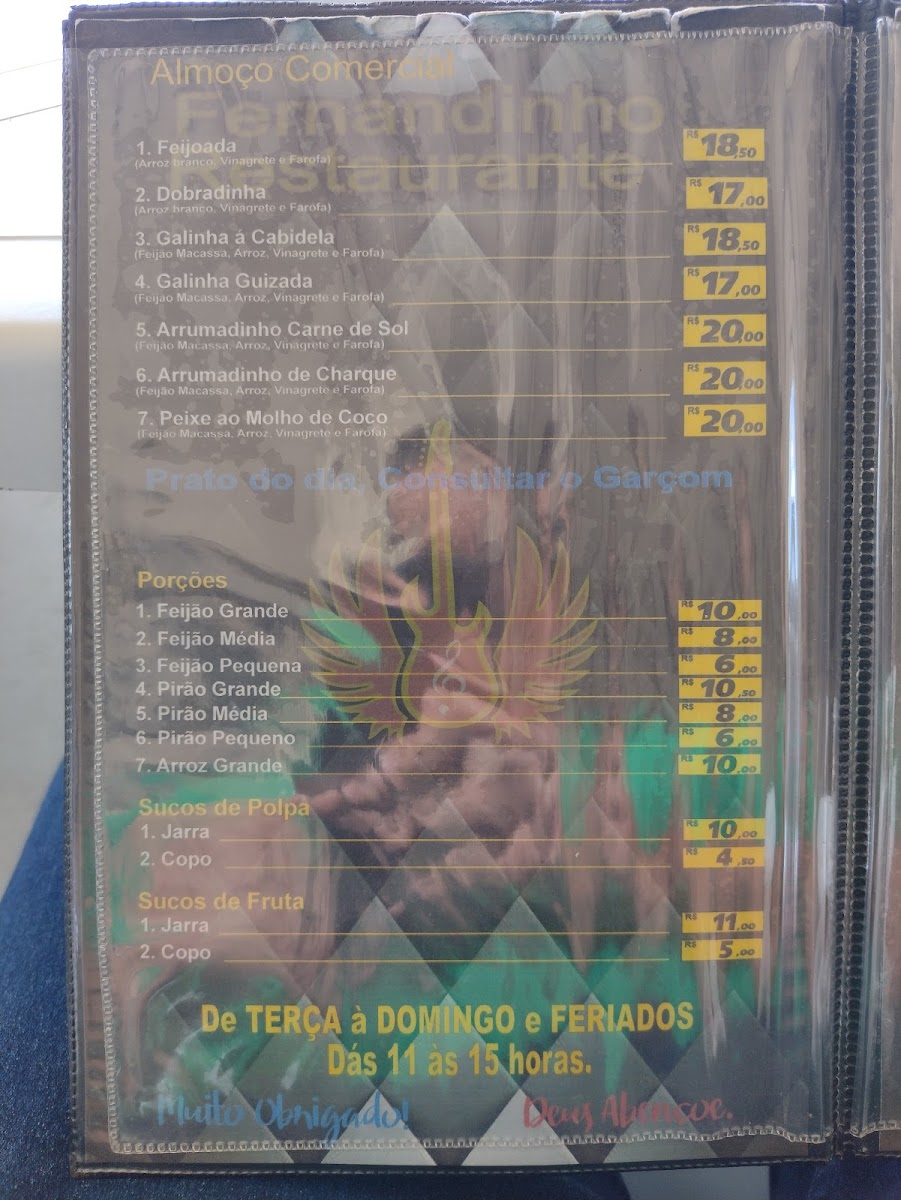 Almoço Comercial
Fernandinho
Restaurante
1. Feijoada R$ 18,50
(Arroz branco, Vinagrete e Farofa)
2. Dobradinha R$ 17,00
(Arroz branco, Vinagrete e Farofa)
3. Galinha á Cabidela R$ 18,50
(Feijão Macassa, Arroz, Vinagrete e Farofa)
4. Galinha Guizada R$ 17,00
(Feijão Macassa, Arroz, Vinagrete e Farofa)
5. Arrumadinho Carne de Sol R$ 20,00
(Feijão Macassa, Arroz, Vinagrete e Farofa)
6. Arrumadinho de Charque R$ 20,00
(Feijão Macassa, Arroz, Vinagrete e Farofa)
7. Peixe ao Molho de Coco R$ 20,00
(Feijão Macassa, Arroz, Vinagrete e Farofa)
Prato do dia, Consultar o Garçom
Porções
1. Feijão Grande R$ 10,00
2. Feijão Média R$ 8,00
3. Feijão Pequena R$ 6,00
4. Pirão Grande R$ 10,50
5. Pirão Média R$ 8,00
6. Pirão Pequeno R$ 6,00
7. Arroz Grande R$ 10,00
Sucos de Polpa
1. Jarra R$ 10,00
2. Copo R$ 4,50
Sucos de Fruta
1. Jarra R$ 11,00
2. Copo R$ 5,00
De TERÇA à DOMINGO e FERIADOS
Dás 11 às 15 horas.
Muito Obrigado! Deus Abençoe.